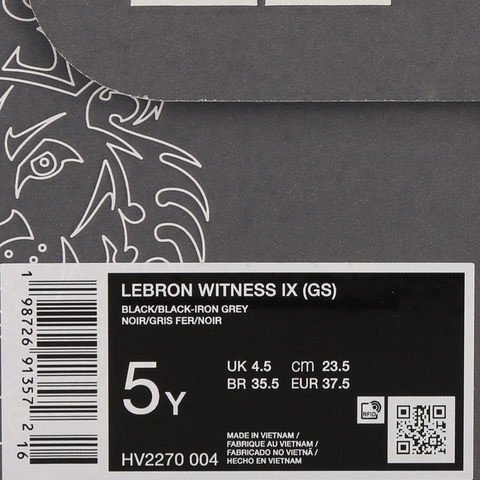 LEBRON WITNESS IX (GS)
BLACK/BLACK-IRON GREY
NOIR/GRIS FER/NOIR
5Y
UK 4.5 cm 23.5
BR 35.5 EUR 37.5
RFID
HV2270 004
MADE IN VIETNAM /
FABRIQUE AU VIETNAM /
FABRICADO NO VIETNÃ /
HECHO EN VIETNAM
1 98726 91357 2 16